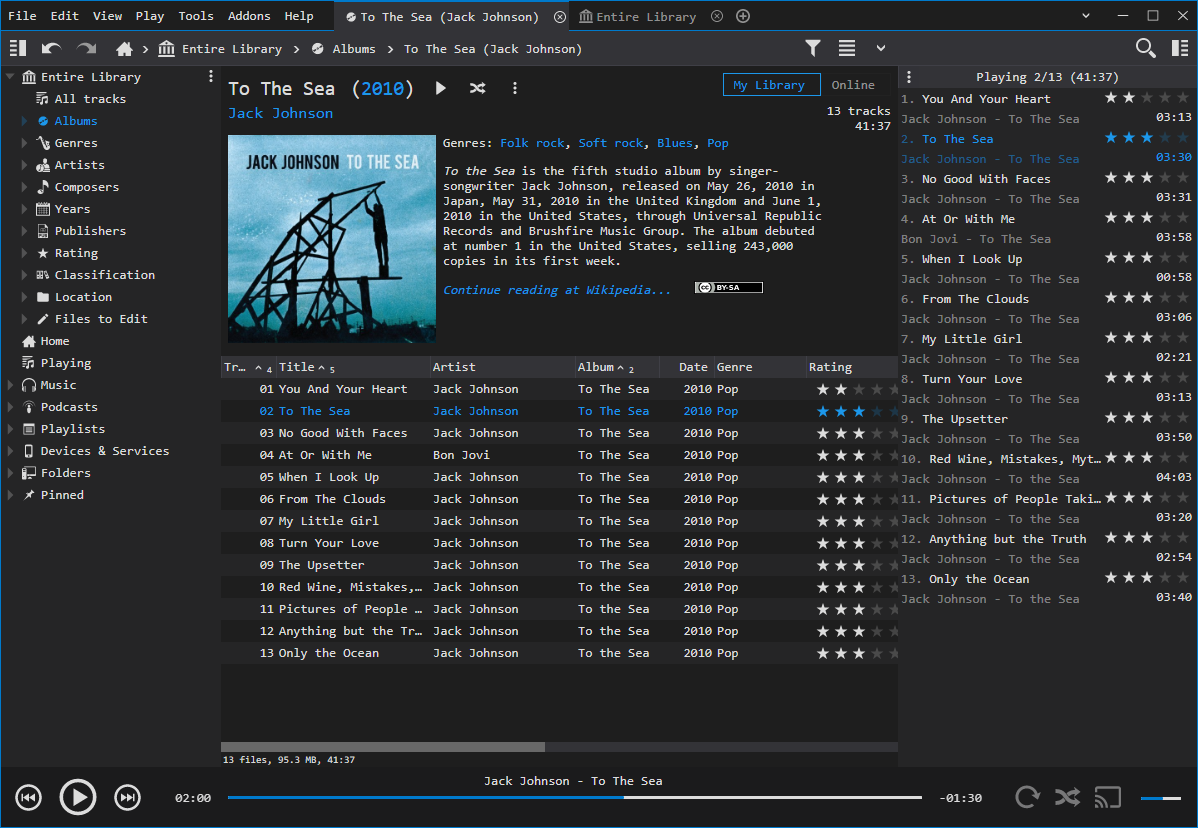 File Edit View Play Tools Addons Help
To The Sea (Jack Johnson)
Entire Library
Entire Library Albums To The Sea (Jack Johnson)
Entire Library
All tracks
Albums
Genres
Artists
Composers
Years
Publishers
Rating
Classification
Location
Files to Edit
Home
Playing
Music
Podcasts
Playlists
Devices & Services
Folders
Pinned
To The Sea (2010)
Jack Johnson
My Library Online
13 tracks
41:37
JACK JOHNSON TO THE SEA
Genres: Folk rock, Soft rock, Blues, Pop
To the Sea is the fifth studio album by singer-
songwriter Jack Johnson, released on May 26, 2010 in
Japan, May 31, 2010 in the United Kingdom and June 1,
2010 in the United States, through Universal Republic
Records and Brushfire Music Group. The album debuted
at number 1 in the United States, selling 243,000
copies in its first week.
Continue reading at Wikipedia...
cc BY-SA
Tr... 4 Title 5 Artist Album 2 Date Genre Rating
01 You And Your Heart Jack Johnson To The Sea 2010 Pop
02 To The Sea Jack Johnson To The Sea 2010 Pop
03 No Good With Faces Jack Johnson To The Sea 2010 Pop
04 At Or With Me Bon Jovi To The Sea 2010 Pop
05 When I Look Up Jack Johnson To The Sea 2010 Pop
06 From The Clouds Jack Johnson To The Sea 2010 Pop
07 My Little Girl Jack Johnson To The Sea 2010 Pop
08 Turn Your Love Jack Johnson To The Sea 2010 Pop
09 The Upsetter Jack Johnson To the Sea 2010 Pop
10 Red Wine, Mistakes,... Jack Johnson To the Sea 2010 Pop
11 Pictures of People ... Jack Johnson To the Sea 2010 Pop
12 Anything but the Tr... Jack Johnson To the Sea 2010 Pop
13 Only the Ocean Jack Johnson To the Sea 2010 Pop
13 files, 95.3 MB, 41:37
Playing 2/13 (41:37)
1. You And Your Heart
Jack Johnson - To The Sea 03:13
2. To The Sea
Jack Johnson - To The Sea 03:30
3. No Good With Faces
Jack Johnson - To The Sea 03:31
4. At Or With Me
Bon Jovi - To The Sea 03:58
5. When I Look Up
Jack Johnson - To The Sea 00:58
6. From The Clouds
Jack Johnson - To The Sea 03:06
7. My Little Girl
Jack Johnson - To The Sea 02:21
8. Turn Your Love
Jack Johnson - To The Sea 03:13
9. The Upsetter
Jack Johnson - To the Sea 03:50
10. Red Wine, Mistakes, Myt...
Jack Johnson - To the Sea 04:03
11. Pictures of People Taki...
Jack Johnson - To the Sea 03:20
12. Anything but the Truth
Jack Johnson - To the Sea 02:54
13. Only the Ocean
Jack Johnson - To the Sea 03:40
Jack Johnson - To The Sea
02:00 -01:30